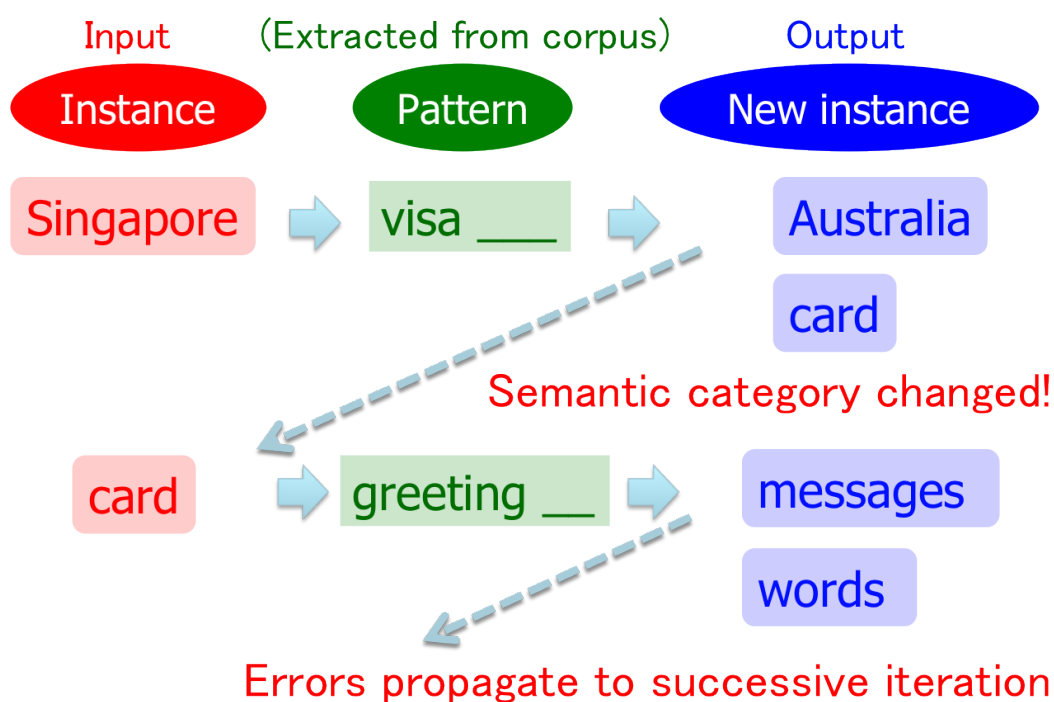 Input (Extracted from corpus) Output
Instance Pattern New instance
Singapore visa ___ Australia
card
Semantic category changed!
card greeting __ messages
words
Errors propagate to successive iteration